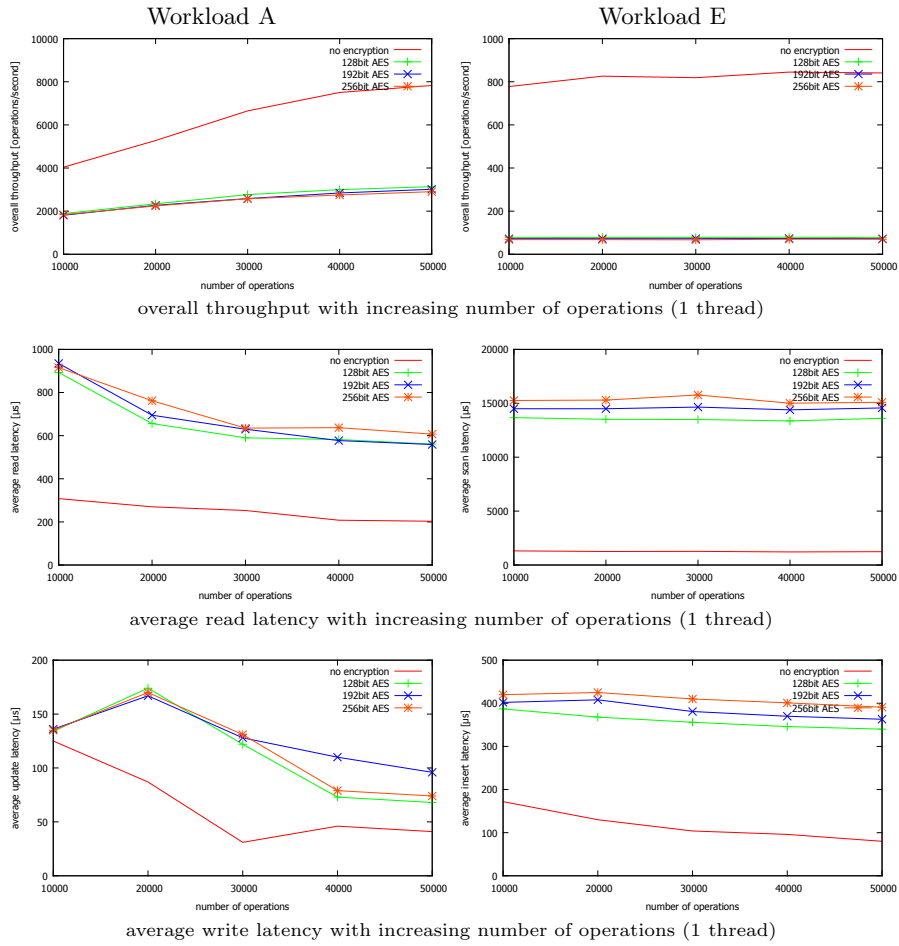 Workload A
Workload E
10000
8000
6000
4000
2000
0
10000 20000 30000 40000 50000
overall throughput [operations/second]
number of operations
no encryption
128bit AES
192bit AES
256bit AES
1000
800
600
400
200
0
10000 20000 30000 40000 50000
overall throughput [operations/second]
number of operations
no encryption
128bit AES
192bit AES
256bit AES
overall throughput with increasing number of operations (1 thread)
1000
800
600
400
200
0
10000 20000 30000 40000 50000
average read latency [µs]
number of operations
no encryption
128bit AES
192bit AES
256bit AES
20000
15000
10000
5000
0
10000 20000 30000 40000 50000
average scan latency [µs]
number of operations
no encryption
128bit AES
192bit AES
256bit AES
average read latency with increasing number of operations (1 thread)
200
150
100
50
0
10000 20000 30000 40000 50000
average update latency [µs]
number of operations
no encryption
128bit AES
192bit AES
256bit AES
500
400
300
200
100
0
10000 20000 30000 40000 50000
average insert latency [µs]
number of operations
no encryption
128bit AES
192bit AES
256bit AES
average write latency with increasing number of operations (1 thread)